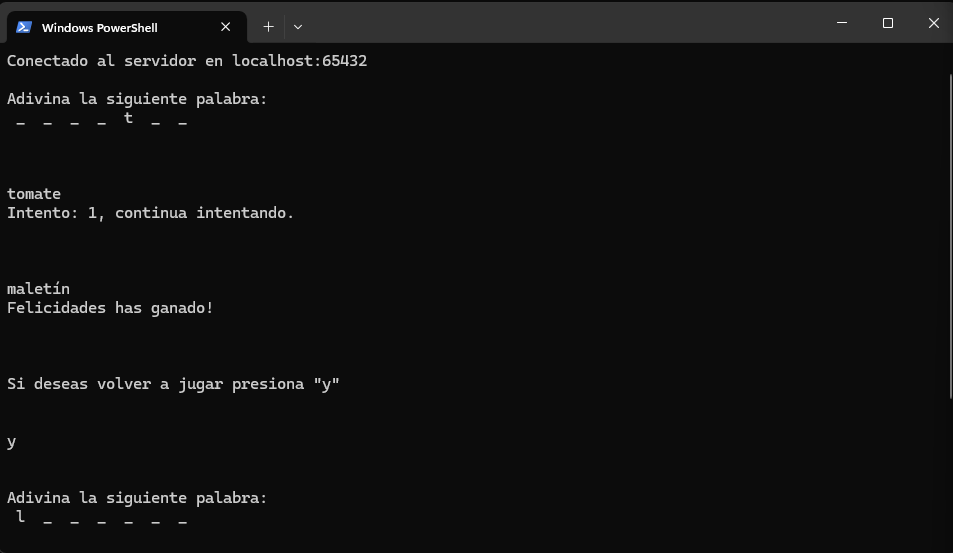 Windows PowerShell
Conectado al servidor en localhost:65432
Adivina la siguiente palabra:
_ _ _ _ t _ _
tomate
Intento: 1, continua intentando.
maletín
Felicidades has ganado!
Si deseas volver a jugar presiona "y"
y
Adivina la siguiente palabra:
l _ _ _ _ _ _